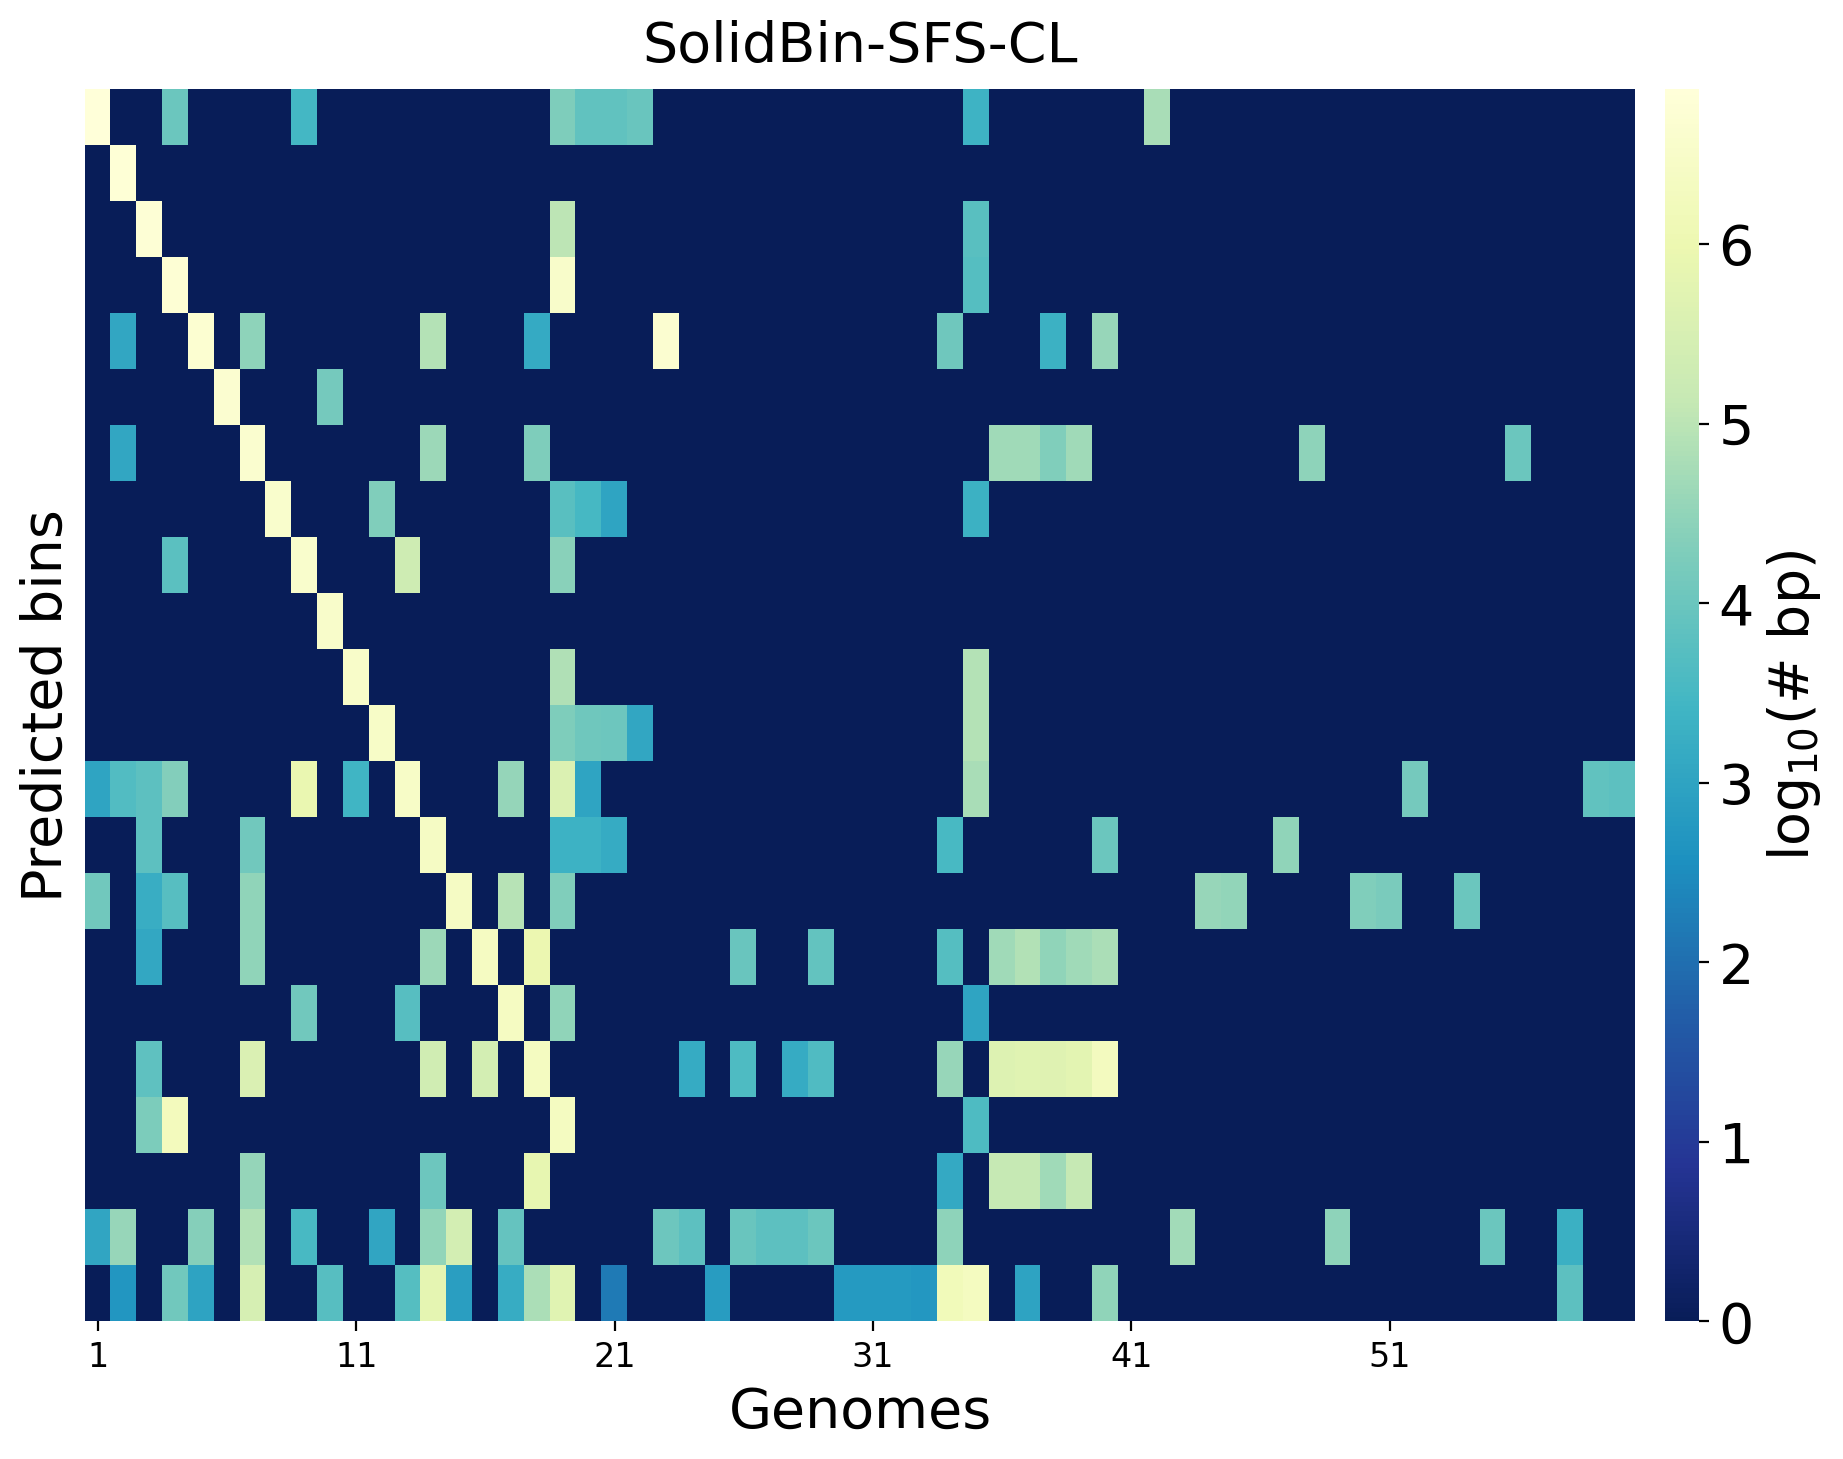 SolidBin-SFS-CL
Predicted bins
6
5
4
3
2
1
0
log₁₀(# bp)
1 11 21 31 41 51
Genomes